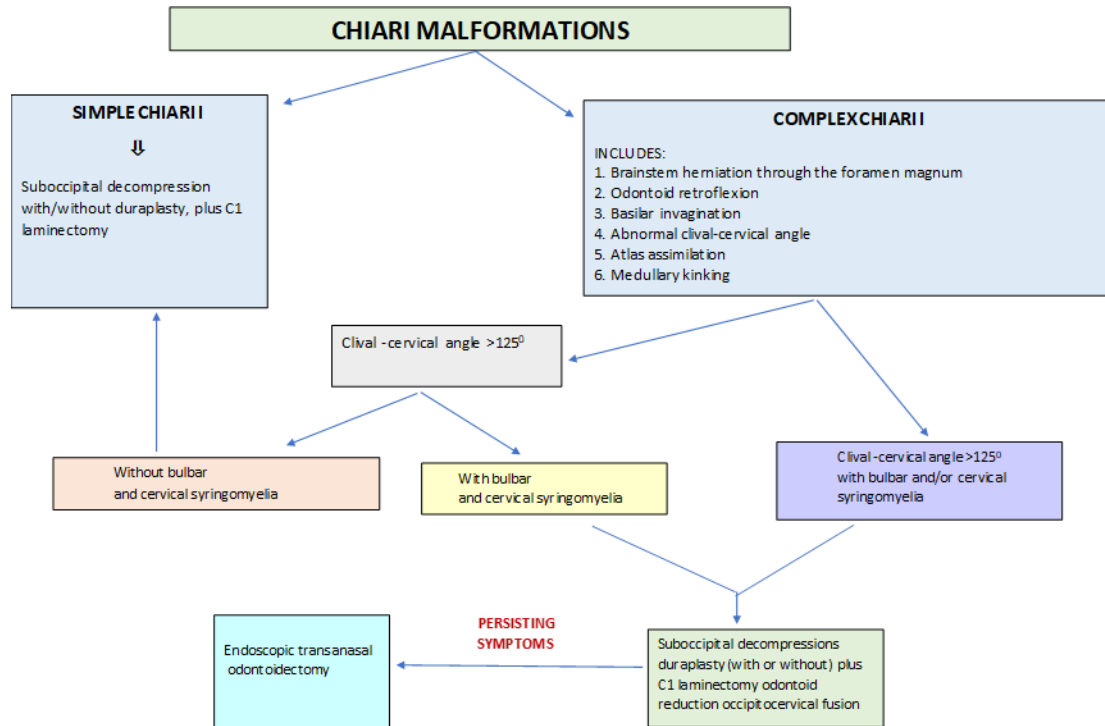 CHIARI MALFORMATIONS
SIMPLE CHIARI I
⇓
Suboccipital decompression
with/without duraplasty, plus C1
laminectomy
COMPLEX CHIARI I
INCLUDES:
1. Brainstem herniation through the foramen magnum
2. Odontoid retroflexion
3. Basilar invagination
4. Abnormal clival-cervical angle
5. Atlas assimilation
6. Medullary kinking
Clival -cervical angle >125⁰
Without bulbar
and cervical syringomyelia
With bulbar
and cervical syringomyelia
Clival -cervical angle >125⁰
with bulbar and/or cervical
syringomyelia
Endoscopic transanasal
odontoidectomy
PERSISTING
SYMPTOMS
Suboccipital decompressions
duraplasty (with or without) plus
C1 laminectomy odontoid
reduction occipitocervical fusion